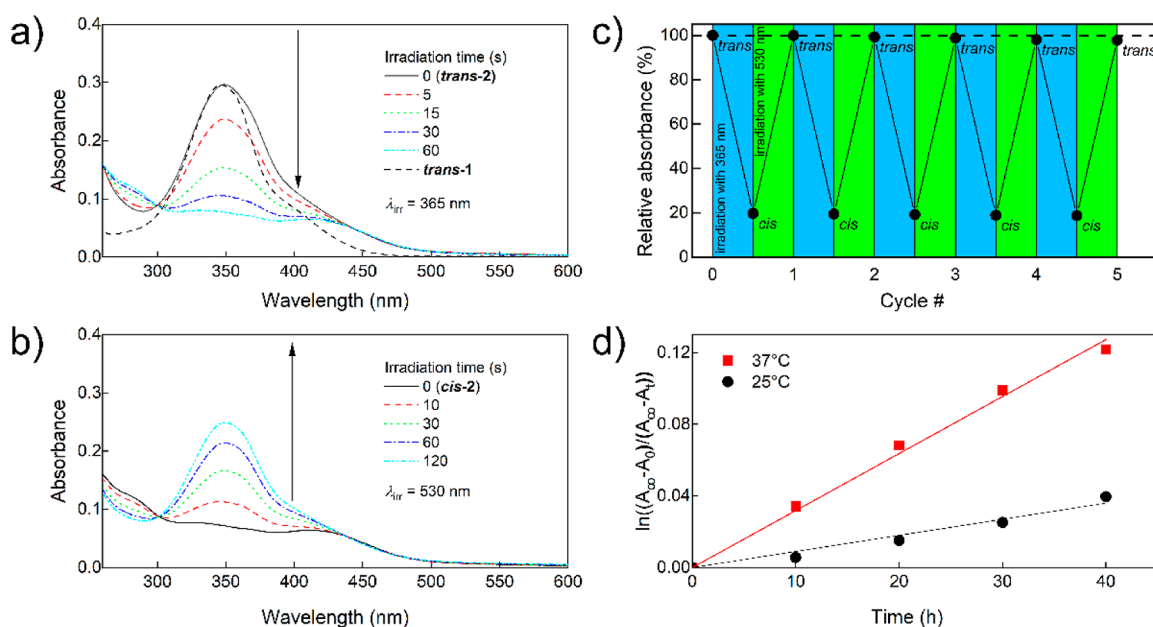 a)
0.4
0.3
0.2
0.1
0.0
Absorbance
300 350 400 450 500 550 600
Wavelength (nm)
Irradiation time (s)
0 (trans-2)
5
15
30
60
trans-1
λirr = 365 nm
b)
0.4
0.3
0.2
0.1
0.0
Absorbance
250 300 350 400 450 500 550 600
Wavelength (nm)
Irradiation time (s)
0 (cis-2)
10
30
60
120
λirr = 530 nm
c)
100
80
60
40
20
0
Relative absorbance (%)
irradiation with 365 nm
irradiation with 530 nm
trans trans trans trans trans
cis cis cis cis cis
0 1 2 3 4 5
Cycle #
d)
0.12
0.08
0.04
0.00
ln((A∞-A0)/(A∞-At))
37°C
25°C
0 10 20 30 40
Time (h)